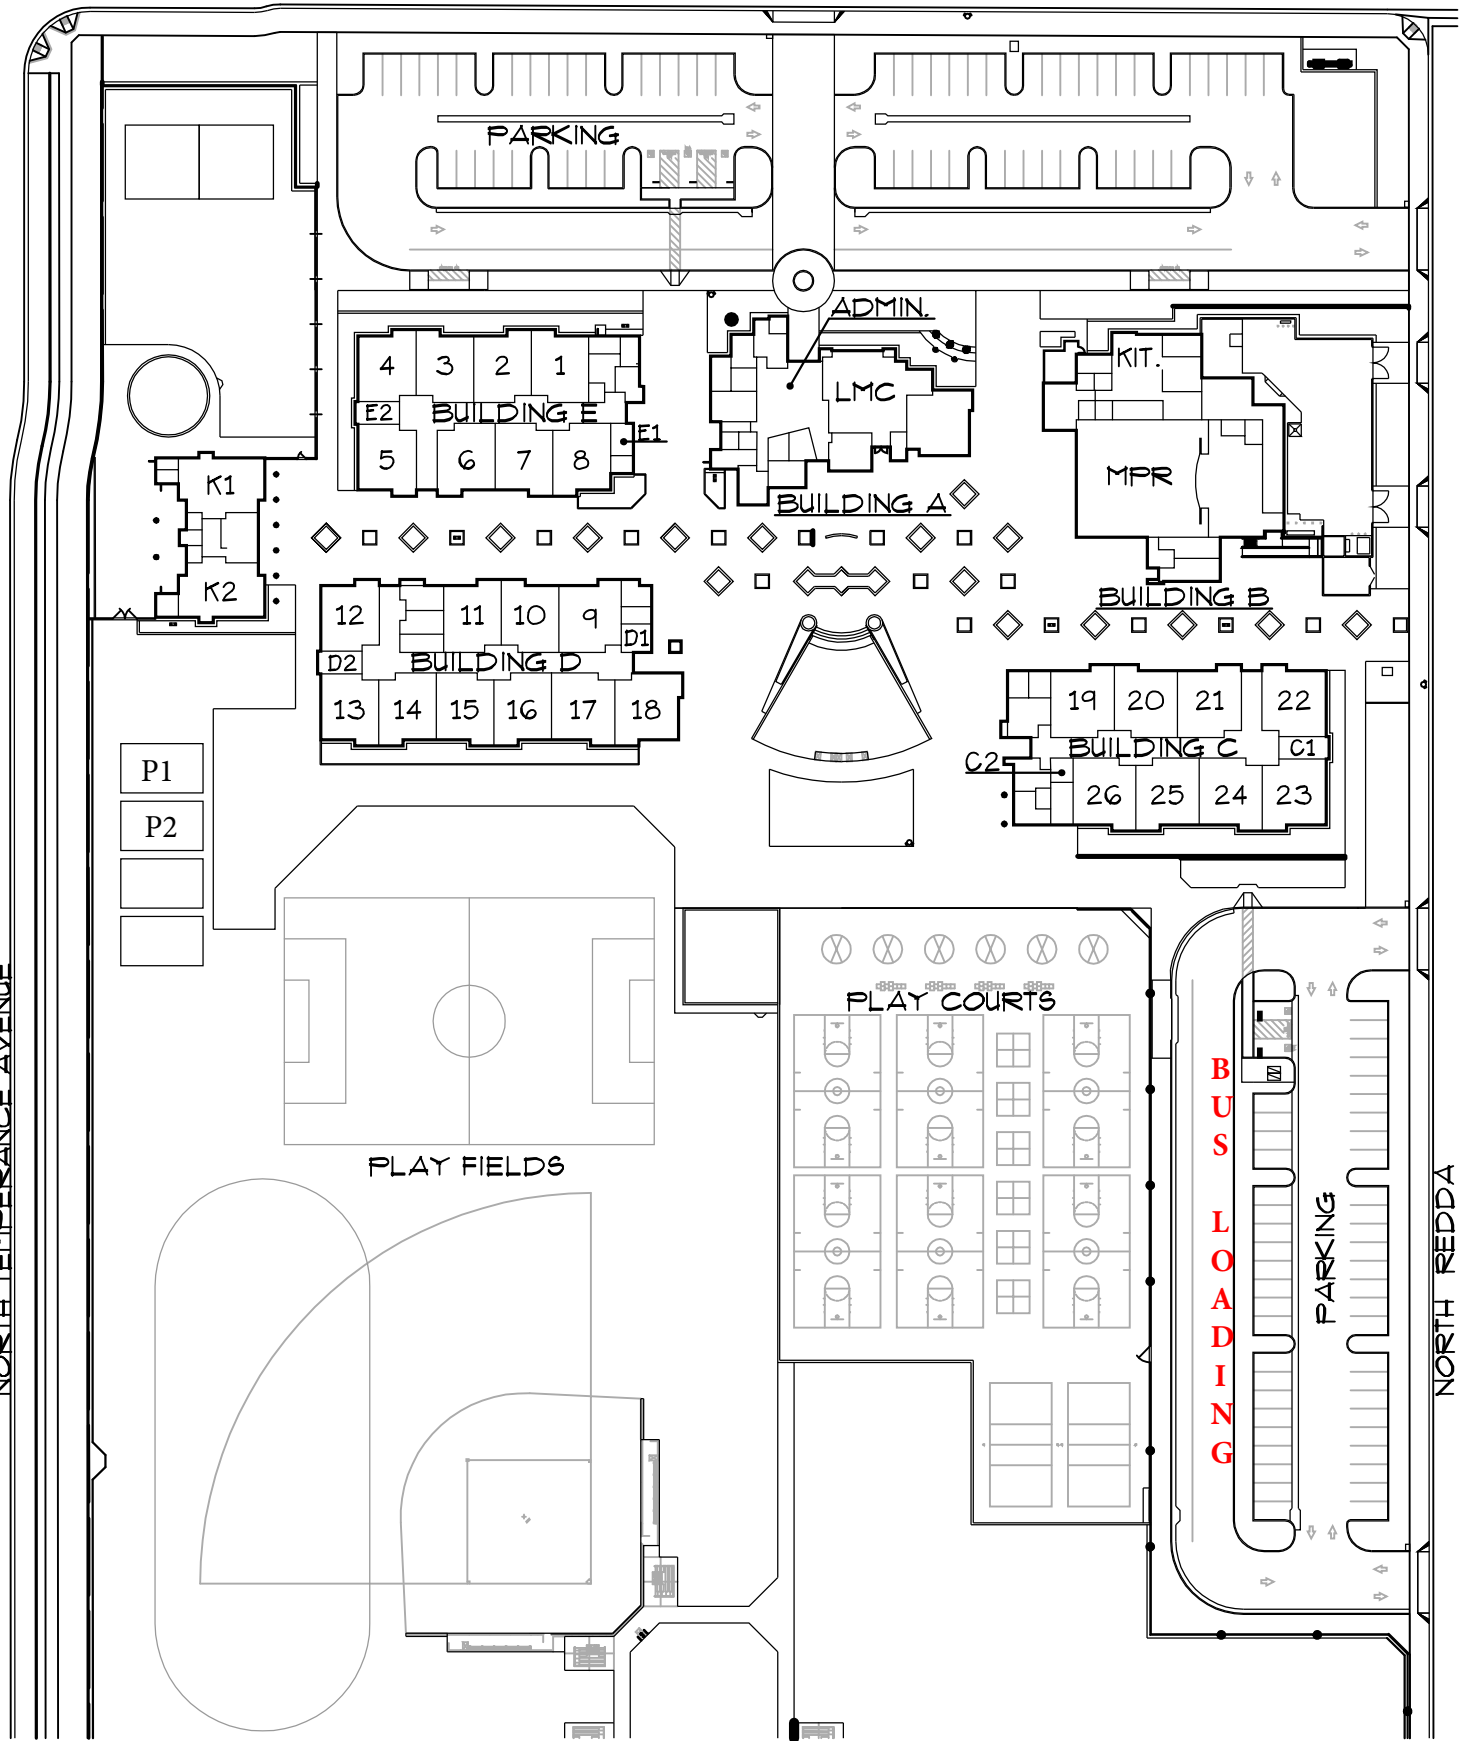 PARKING
ADMIN.
4 3 2 1
KIT.
LMC
E2 BUILDING E
E1
5 6 7 8
MPR
K1
BUILDING A
K2
BUILDING B
12 11 10 9
D1
D2 BUILDING D
13 14 15 16 17 18
19 20 21 22
BUILDING C C1
C2
26 25 24 23
P1
P2
PLAY COURTS
PLAY FIELDS
BUS LOADING
PARKING
NORTH TEMPERANCE AVENUE
NORTH REDDA